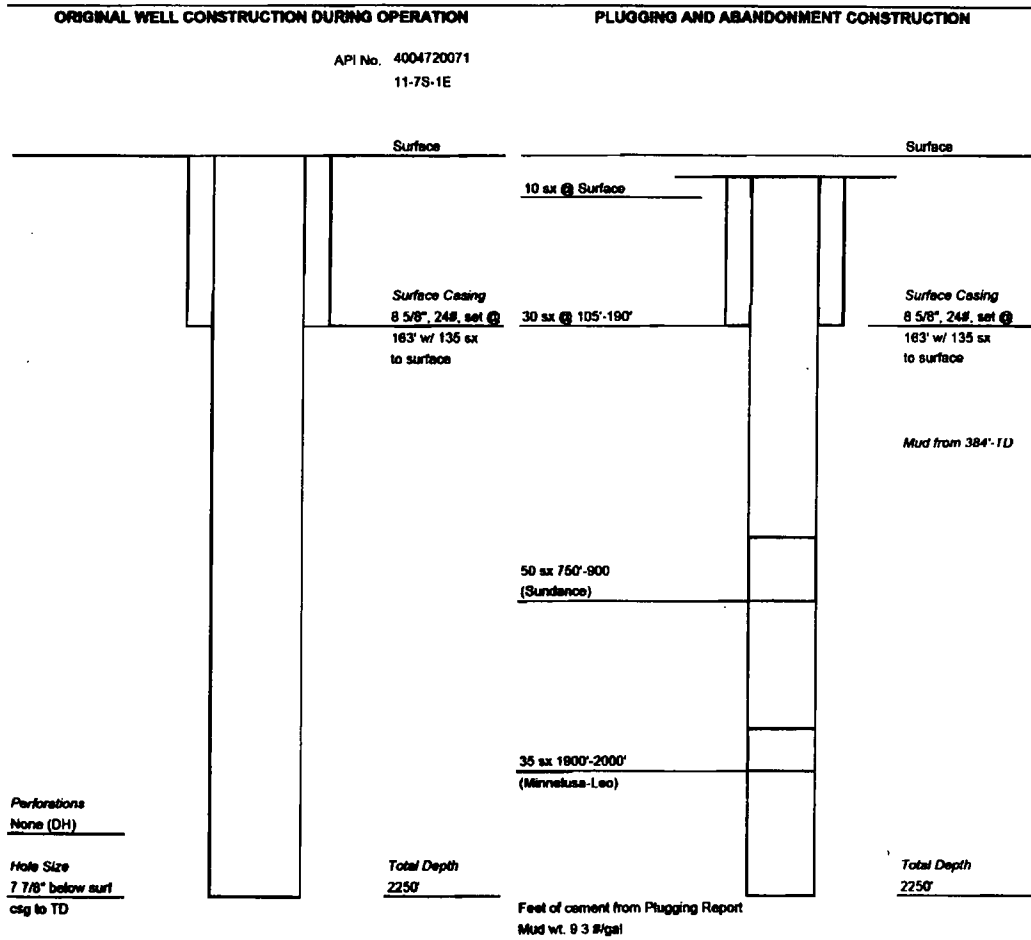 ORIGINAL WELL CONSTRUCTION DURING OPERATION
API No. 4004720071
11-7S-1E
Surface
Surface Casing
8 5/8", 24#, set @
163' w/ 135 sx
to surface
Perforations
None (DH)
Hole Size
7 7/8" below surf
csg to TD
Total Depth
2250'
PLUGGING AND ABANDONMENT CONSTRUCTION
Surface
10 sx @ Surface
Surface Casing
8 5/8", 24#, set @
163' w/ 135 sx
to surface
30 sx @ 105'-190'
Mud from 384'-TD
50 sx 750'-900
(Sundance)
35 sx 1900'-2000'
(Minnelusa-Leo)
Total Depth
2250'
Feet of cement from Plugging Report
Mud wt. 9 3 #/gal